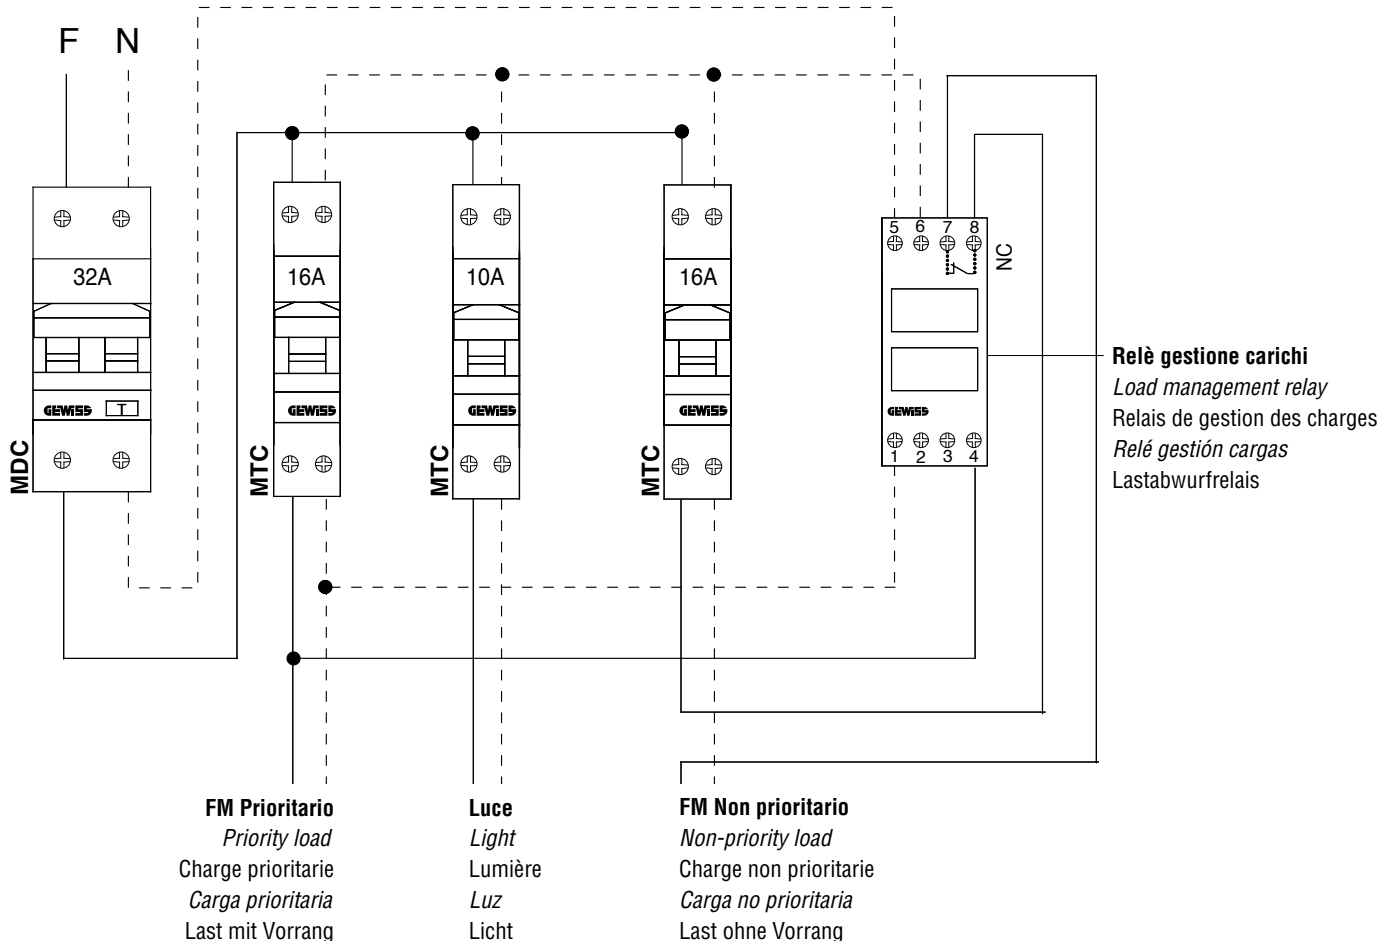 F N
5 6 7 8
NC
32A
16A
10A
16A
GEWISS T
GEWISS
GEWISS
GEWISS
GEWISS
1 2 3 4
MDC
MTC
MTC
MTC
Relè gestione carichi
Load management relay
Relais de gestion des charges
Relé gestión cargas
Lastabwurfrelais
FM Prioritario
Priority load
Charge prioritarie
Carga prioritaria
Last mit Vorrang
Luce
Light
Lumière
Luz
Licht
FM Non prioritario
Non-priority load
Charge non prioritarie
Carga no prioritaria
Last ohne Vorrang